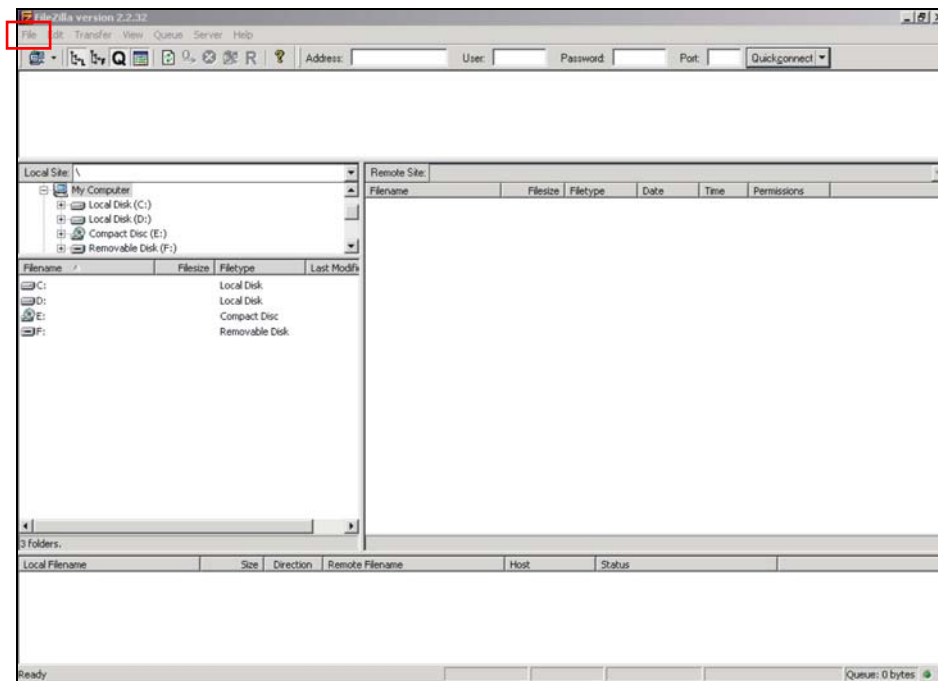 FileZilla version 2.2.32
File Edit Transfer View Queue Server Help
Q R ? Address: User: Password: Port: Quickconnect
Local Site: \
Remote Site:
My Computer
Local Disk (C:)
Local Disk (D:)
Compact Disc (E:)
Removable Disk (F:)
Filename Filesize Filetype Last Modifi
C: Local Disk
D: Local Disk
E: Compact Disc
F: Removable Disk
3 folders.
Filename Filesize Filetype Date Time Permissions
Local Filename Size Direction Remote Filename Host Status
Ready Queue: 0 bytes